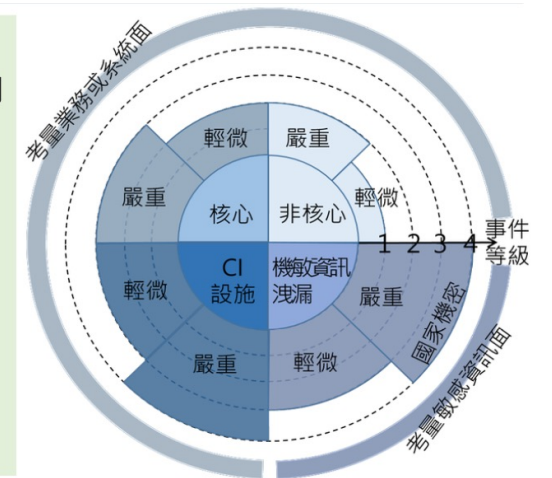 考量業務或系統面
輕微
嚴重
嚴重
輕微
核心
非核心
1 2 3 4
事件
等級
CI
設施
機敏資訊
洩漏
輕微
嚴重
國家機密
嚴重
輕微
考量敏感資訊面